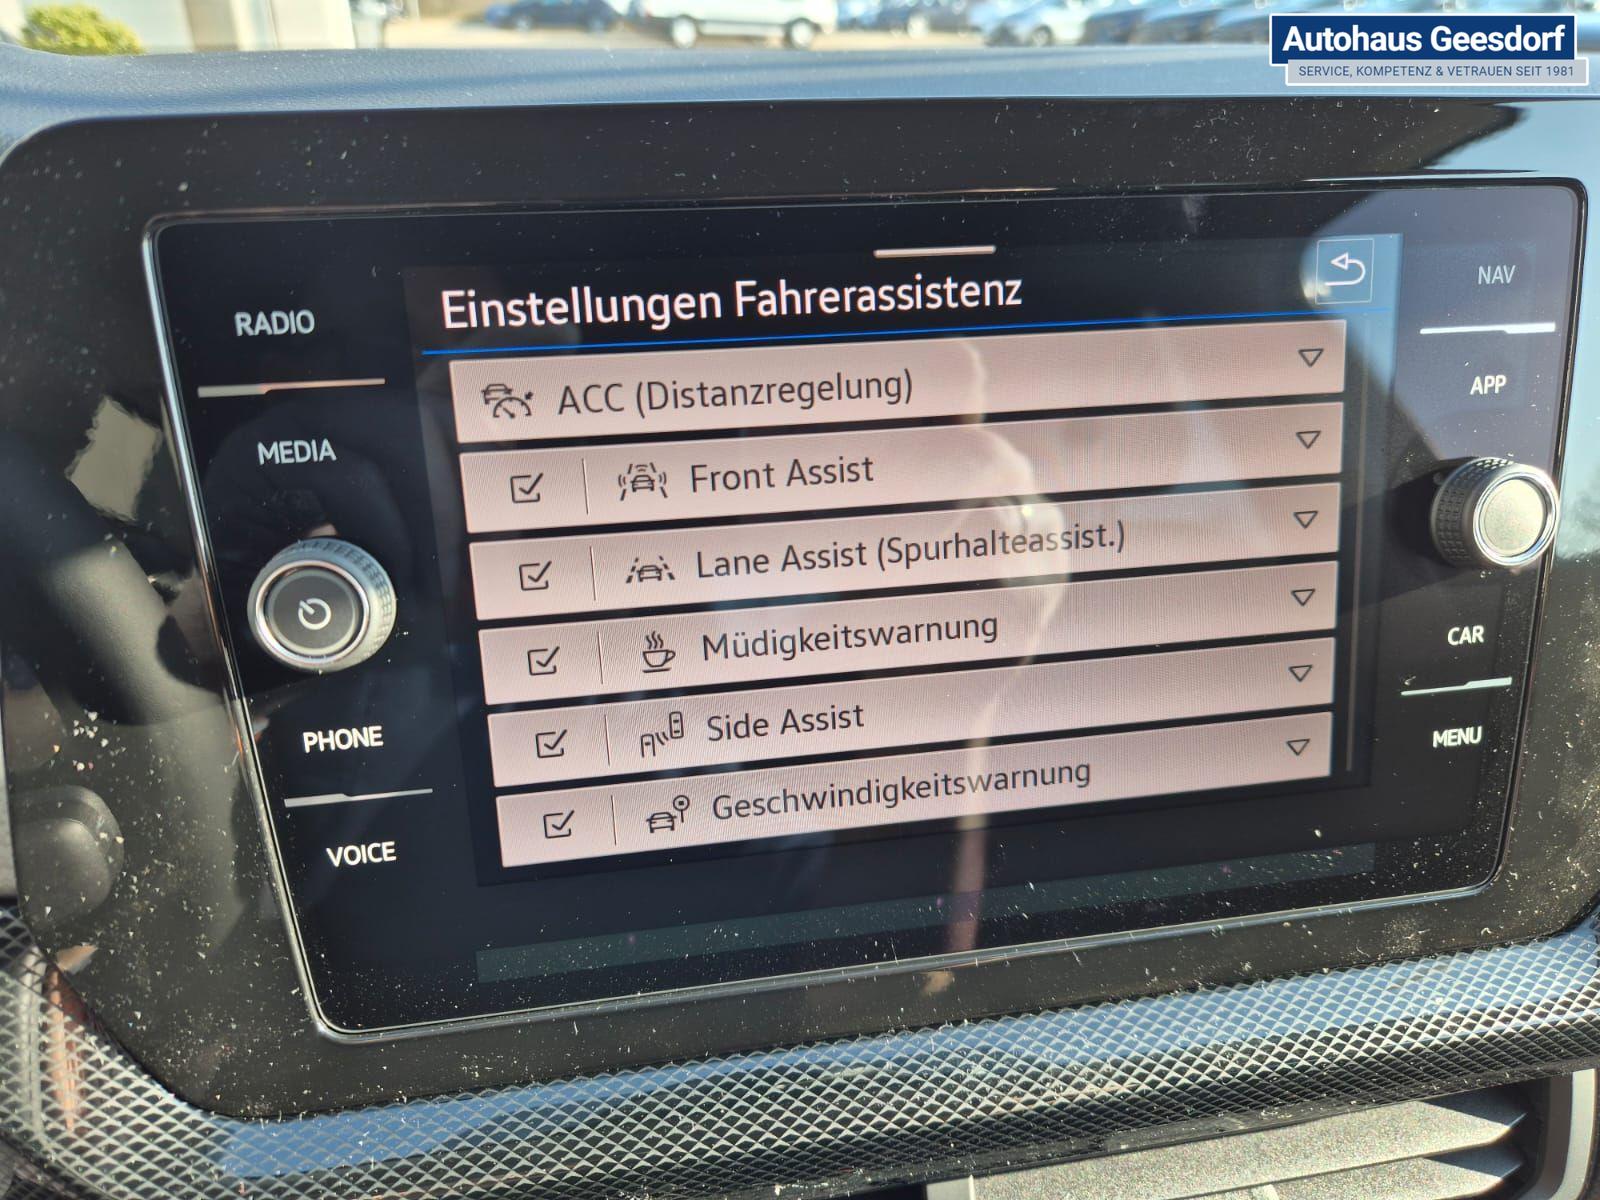 Autohaus Geesdorf
SERVICE, KOMPETENZ & VETRAUEN SEIT 1981
Einstellungen Fahrerassistenz
ACC (Distanzregelung)
Front Assist
Lane Assist (Spurhalteassist.)
Müdigkeitswarnung
Side Assist
Geschwindigkeitswarnung
RADIO
MEDIA
PHONE
VOICE
NAV
APP
CAR
MENU